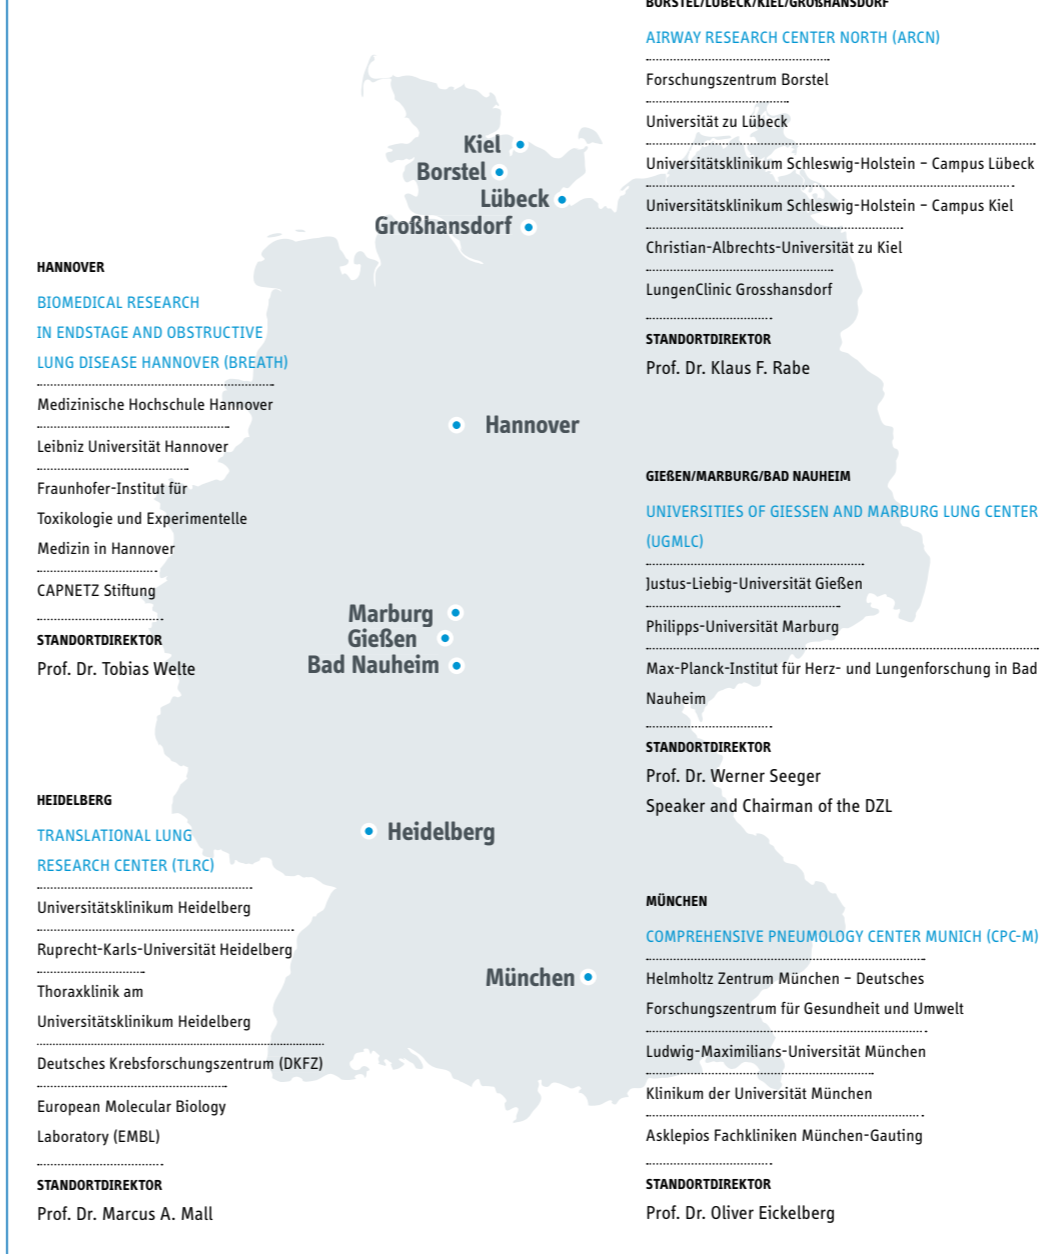 BORSTEL/LÜBECK/KIEL/GROßHANSDORF
AIRWAY RESEARCH CENTER NORTH (ARCN)
Forschungszentrum Borstel
Universität zu Lübeck
Universitätsklinikum Schleswig-Holstein – Campus Lübeck
Universitätsklinikum Schleswig-Holstein – Campus Kiel
Christian-Albrechts-Universität zu Kiel
LungenClinic Grosshansdorf
STANDORTDIREKTOR
Prof. Dr. Klaus F. Rabe
Kiel
Borstel
Lübeck
Großhansdorf
HANNOVER
BIOMEDICAL RESEARCH
IN ENDSTAGE AND OBSTRUCTIVE
LUNG DISEASE HANNOVER (BREATH)
Medizinische Hochschule Hannover
Leibniz Universität Hannover
Fraunhofer-Institut für
Toxikologie und Experimentelle
Medizin in Hannover
CAPNETZ Stiftung
STANDORTDIREKTOR
Prof. Dr. Tobias Welte
Hannover
GIEßEN/MARBURG/BAD NAUHEIM
UNIVERSITIES OF GIESSEN AND MARBURG LUNG CENTER
(UGMLC)
Justus-Liebig-Universität Gießen
Philipps-Universität Marburg
Max-Planck-Institut für Herz- und Lungenforschung in Bad
Nauheim
STANDORTDIREKTOR
Prof. Dr. Werner Seeger
Speaker and Chairman of the DZL
Marburg
Gießen
Bad Nauheim
HEIDELBERG
TRANSLATIONAL LUNG
RESEARCH CENTER (TLRC)
Universitätsklinikum Heidelberg
Ruprecht-Karls-Universität Heidelberg
Thoraxklinik am
Universitätsklinikum Heidelberg
Deutsches Krebsforschungszentrum (DKFZ)
European Molecular Biology
Laboratory (EMBL)
STANDORTDIREKTOR
Prof. Dr. Marcus A. Mall
Heidelberg
München
MÜNCHEN
COMPREHENSIVE PNEUMOLOGY CENTER MUNICH (CPC-M)
Helmholtz Zentrum München – Deutsches
Forschungszentrum für Gesundheit und Umwelt
Ludwig-Maximilians-Universität München
Klinikum der Universität München
Asklepios Fachkliniken München-Gauting
STANDORTDIREKTOR
Prof. Dr. Oliver Eickelberg